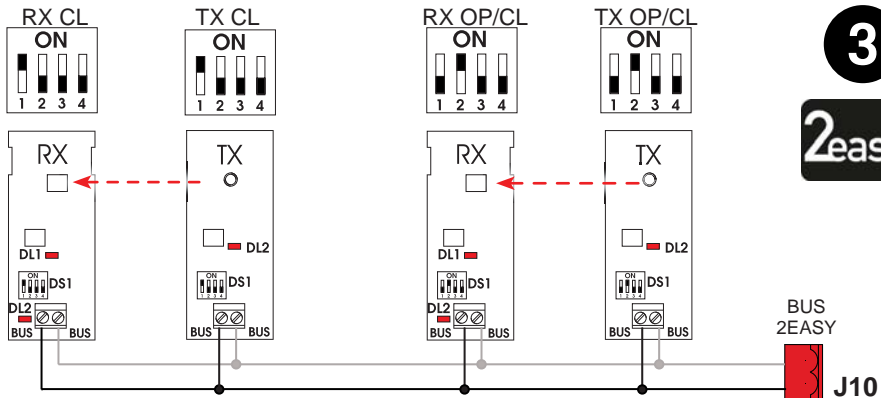 RX CL TX CL RX OP/CL TX OP/CL
ON ON ON ON
1 2 3 4 1 2 3 4 1 2 3 4 1 2 3 4
3
2eas
RX TX RX TX
DL1 DL2 DL1 DL2
ON ON ON ON
1 2 3 4 1 2 3 4 1 2 3 4 1 2 3 4
DS1 DS1 DS1 DS1
DL2 DL2
BUS BUS BUS BUS BUS BUS BUS BUS
BUS
2EASY
J10